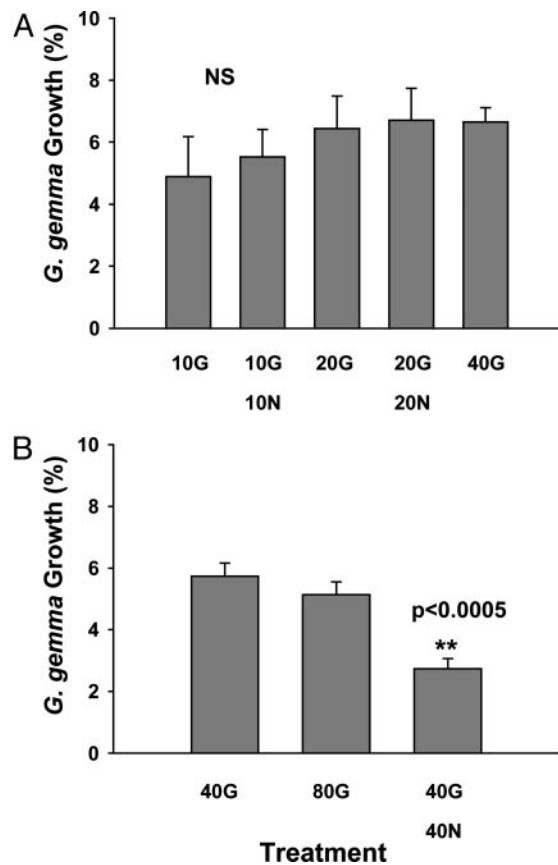 A
10
8
6
4
2
0
G. gemma Growth (%)
NS
10G 10G 20G 20G 40G
10N 20N
B
10
8
6
4
2
0
G. gemma Growth (%)
p<0.0005
**
40G 80G 40G
40N
Treatment